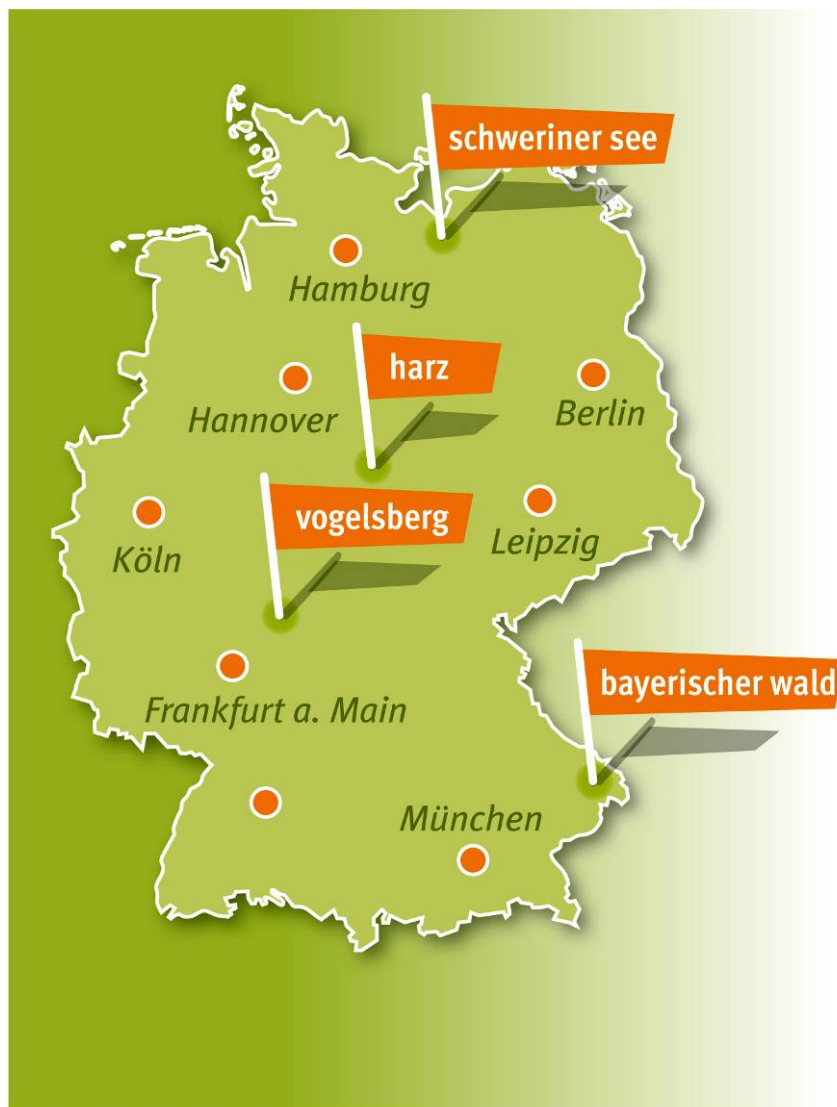 schweriner see
Hamburg
harz
Hannover
Berlin
vogelsberg
Köln
Leipzig
bayerischer wald
Frankfurt a. Main
München